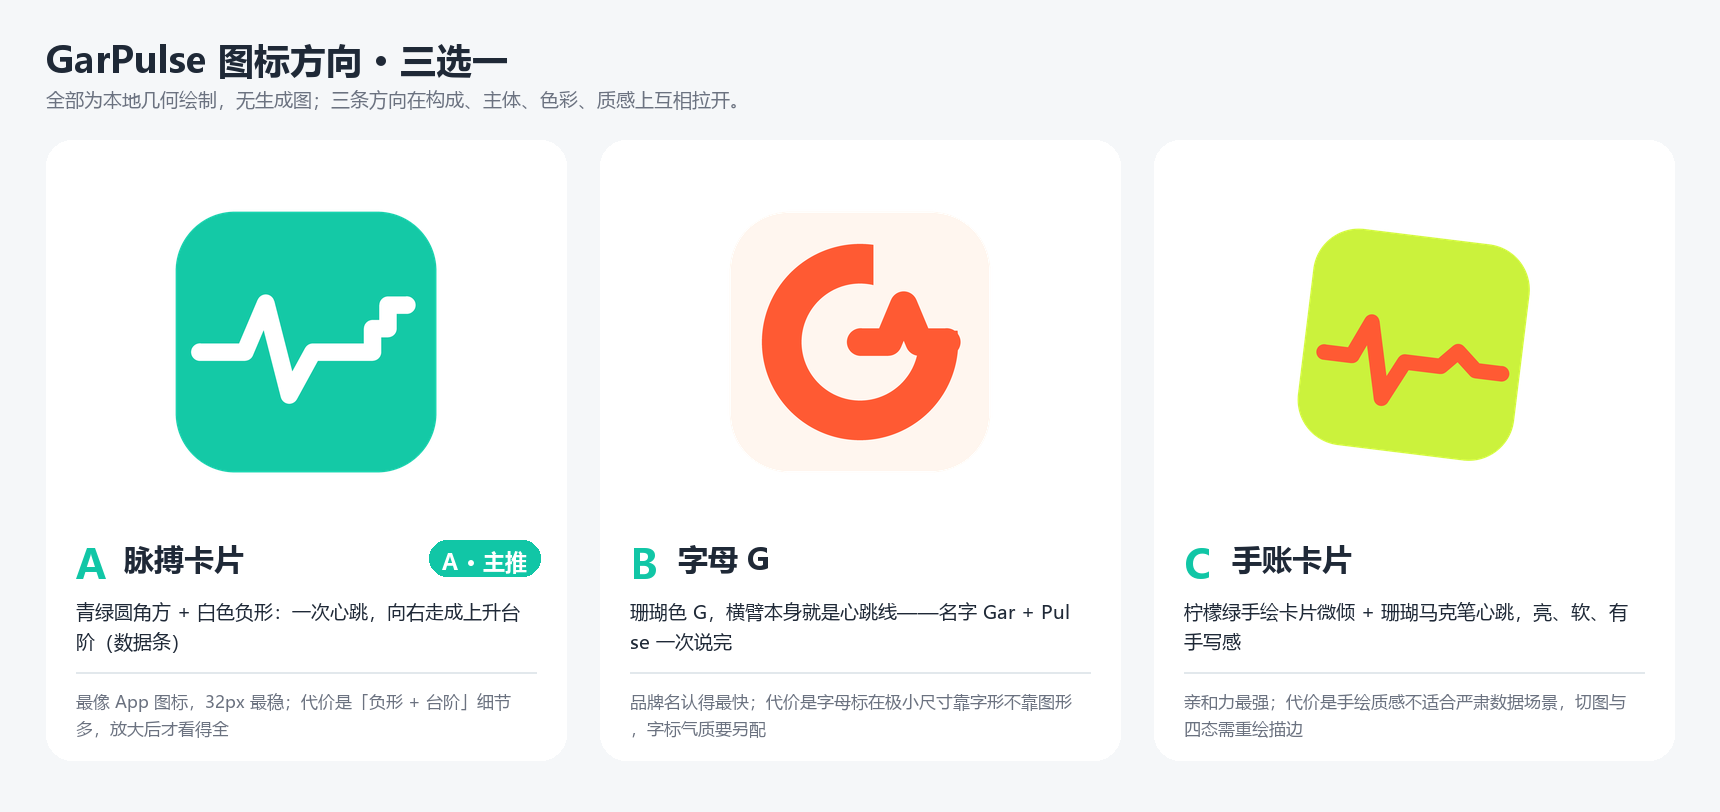 GarPulse 图标方向 · 三选一
全部为本地几何绘制，无生成图；三条方向在构成、主体、色彩、质感上互相拉开。
A 脉搏卡片 A · 主推
青绿圆角方 + 白色负形：一次心跳，向右走成上升台
阶（数据条）
最像 App 图标，32px 最稳；代价是「负形 + 台阶」细节
多，放大后才看得全
B 字母 G
珊瑚色 G，横臂本身就是心跳线——名字 Gar + Pul
se 一次说完
品牌名认得最快；代价是字母标在极小尺寸靠字形不靠图形
，字标气质要另配
C 手账卡片
柠檬绿手绘卡片微倾 + 珊瑚马克笔心跳，亮、软、有
手写感
亲和力最强；代价是手绘质感不适合严肃数据场景，切图与
四态需重绘描边